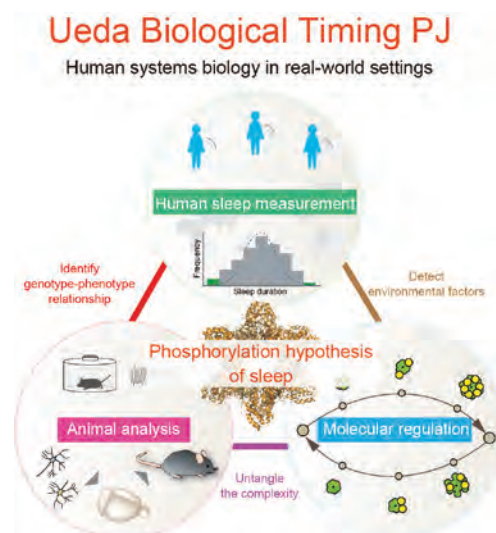 Ueda Biological Timing PJ
Human systems biology in real-world settings
Human sleep measurement
Frequency
Sleep duration
Identify
genotype-phenotype
relationship
Detect
environmental factors
Phosphorylation hypothesis
of sleep
Animal analysis
Molecular regulation
Untangle
the complexity